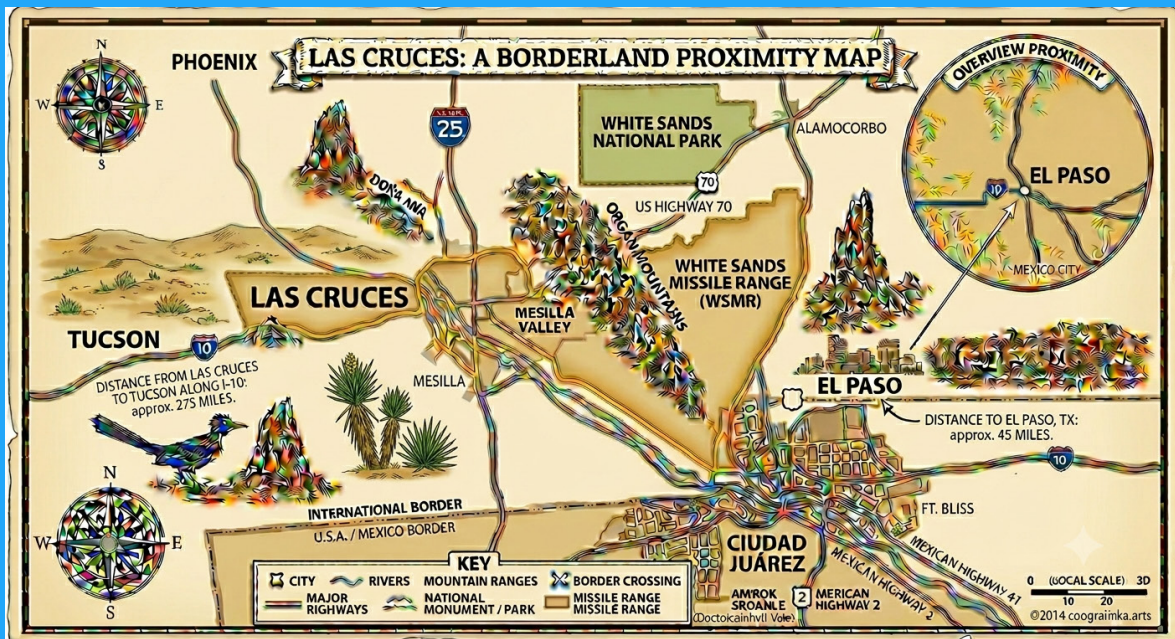 LAS CRUCES: A BORDERLAND PROXIMITY MAP
N
W
E
S
PHOENIX
25
WHITE SANDS
NATIONAL PARK
ALAMOCORBO
70
US HIGHWAY 70
OVERVIEW PROXIMITY
10
EL PASO
MEXICO CITY
DOÑA ANA
ORGAN MOUNTAINS
WHITE SANDS
MISSILE RANGE
(WSMR)
LAS CRUCES
MESILLA
VALLEY
TUCSON
10
DISTANCE FROM LAS CRUCES
TO TUCSON ALONG I-10:
approx. 275 MILES.
MESILLA
EL PASO
DISTANCE TO EL PASO, TX:
approx. 45 MILES.
10
FT. BLISS
N
W
E
S
INTERNATIONAL BORDER
U.S.A. / MEXICO BORDER
CIUDAD
JUÁREZ
MEXICAN HIGHWAY 2
MEXICAN HIGHWAY 41
KEY
CITY
RIVERS
MOUNTAIN RANGES
BORDER CROSSING
MAJOR
RIGHWAYS
NATIONAL
MONUMENT / PARK
MISSILE RANGE
MISSILE RANGE
AM'ROK
SROANLE
2
MERICAN
HIGHWAY 2
0 (GOCAL SCALE) 3D
10 20
©2014 coograimka.arts